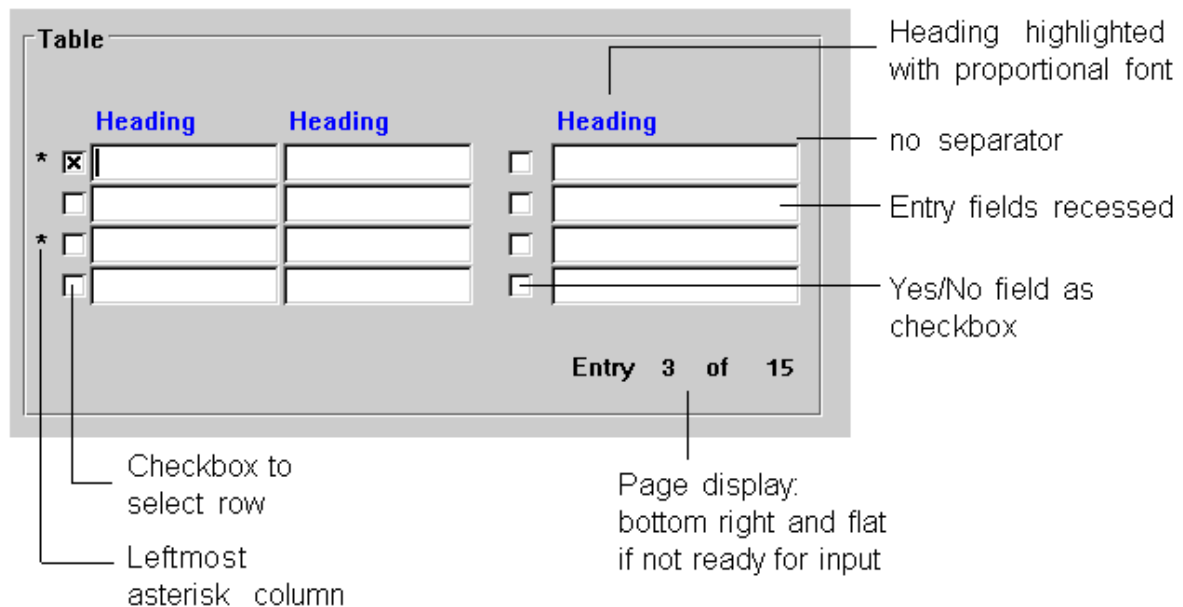 Table
Heading highlighted
with proportional font
Heading Heading Heading
no separator
*
Entry fields recessed
*
Yes/No field as
checkbox
Entry 3 of 15
Checkbox to
select row
Page display:
bottom right and flat
if not ready for input
Leftmost
asterisk column